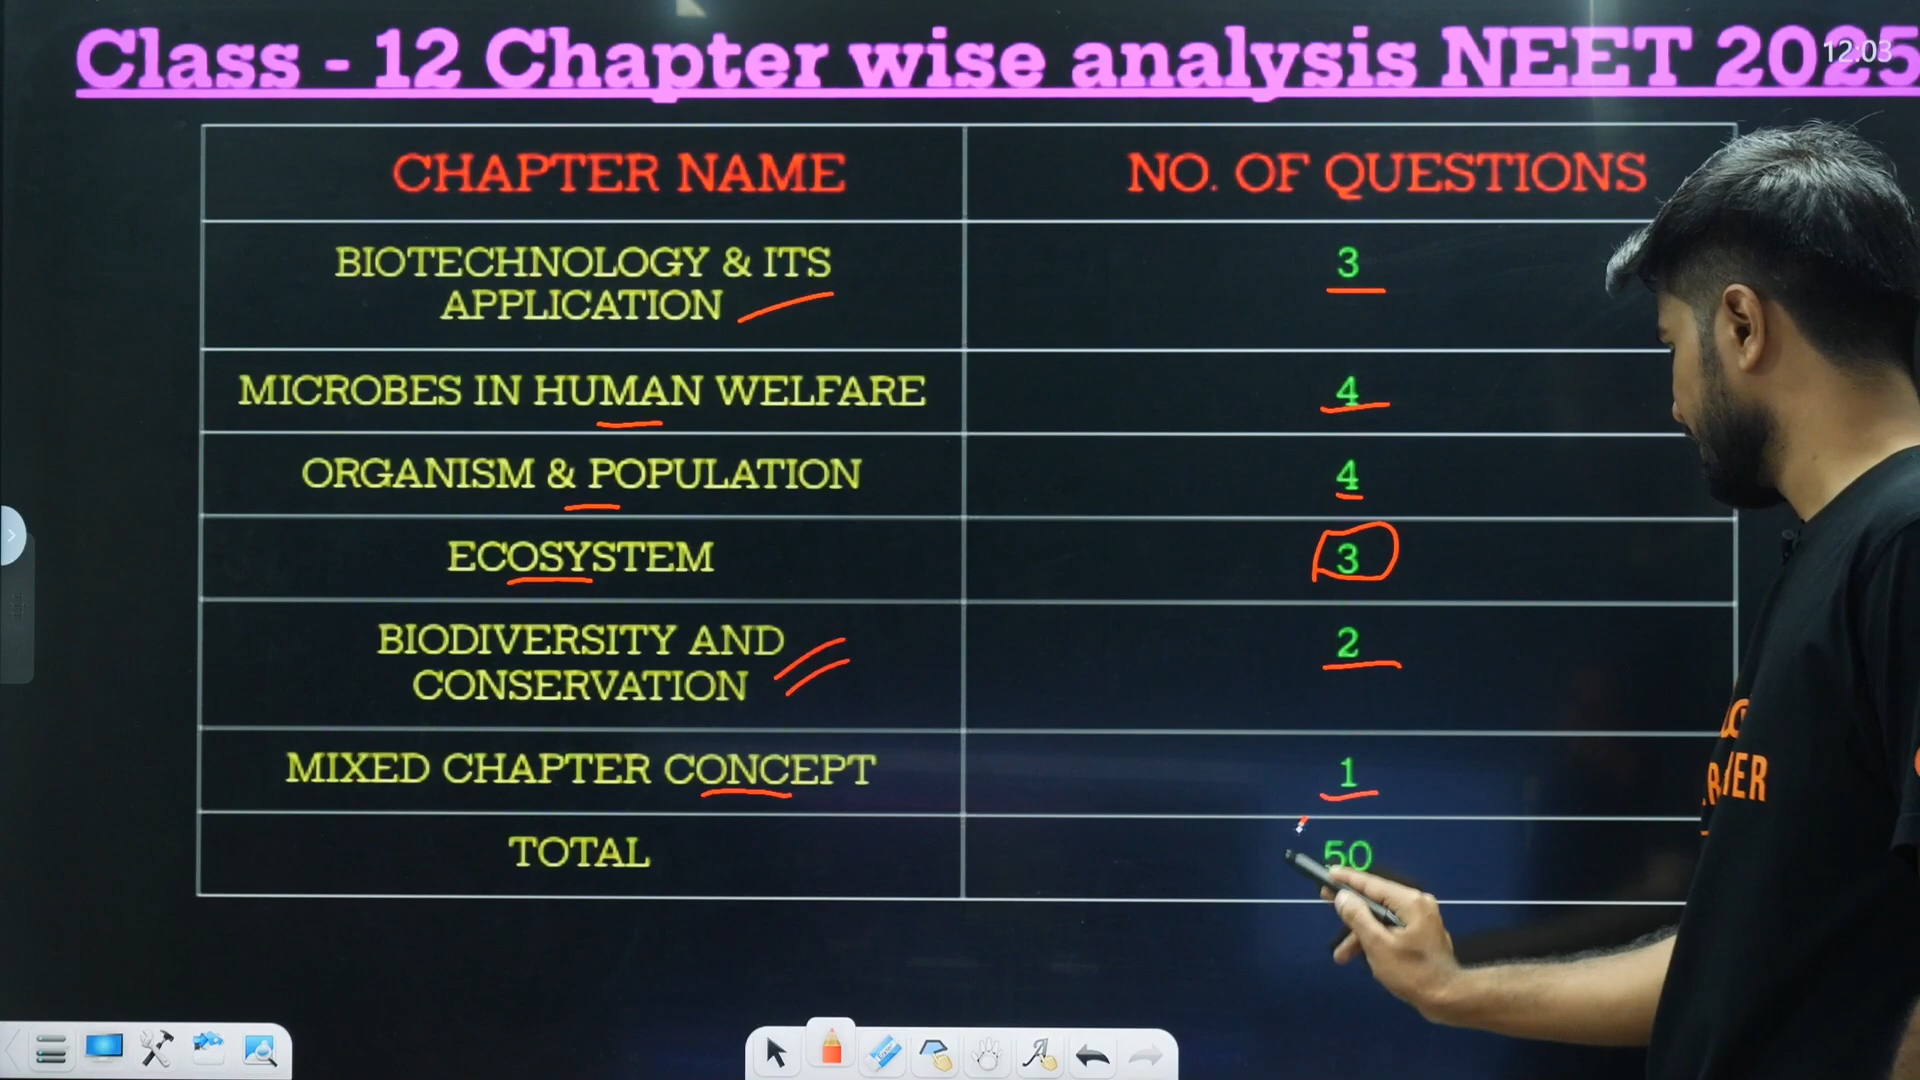 Class - 12 Chapter wise analysis NEET 2025
12:03
CHAPTER NAME
NO. OF QUESTIONS
BIOTECHNOLOGY & ITS
APPLICATION
3
MICROBES IN HUMAN WELFARE
4
ORGANISM & POPULATION
4
ECOSYSTEM
3
BIODIVERSITY AND
CONSERVATION
2
MIXED CHAPTER CONCEPT
1
TOTAL
50